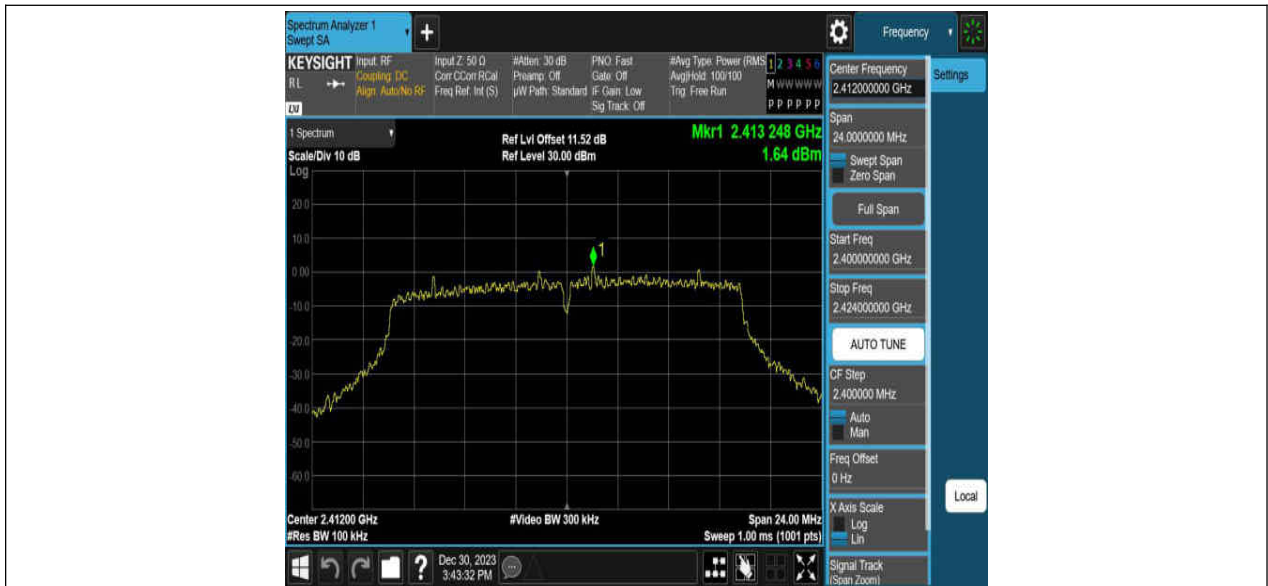 Spectrum Analyzer 1
Swept SA
+
Frequency
KEYSIGHT
RL
LXI
Input: RF
Coupling: DC
Align: Auto/No RF
Input Z: 50 Ω
Corr CCorr RCal
Freq Ref: Int (S)
#Atten: 30 dB
Preamp: Off
µW Path: Standard
PNO: Fast
Gate: Off
IF Gain: Low
Sig Track: Off
#Avg Type: Power (RMS
Avg|Hold: 100/100
Trig: Free Run
1 2 3 4 5 6
M W W W W W
P P P P P P
Center Frequency
2.412000000 GHz
Settings
Span
24.0000000 MHz
Swept Span
Zero Span
Full Span
Start Freq
2.400000000 GHz
Stop Freq
2.424000000 GHz
AUTO TUNE
CF Step
2.400000 MHz
Auto
Man
Freq Offset
0 Hz
X Axis Scale
Log
Lin
Signal Track
(Span Zoom)
Local
1 Spectrum
Scale/Div 10 dB
Log
Ref Lvl Offset 11.52 dB
Ref Level 30.00 dBm
Mkr1 2.413 248 GHz
1.64 dBm
20.0
10.0
0.00
-10.0
-20.0
-30.0
-40.0
-50.0
-60.0
1
Center 2.41200 GHz
#Res BW 100 kHz
#Video BW 300 kHz
Span 24.00 MHz
Sweep 1.00 ms (1001 pts)
?
Dec 30, 2023
3:43:32 PM